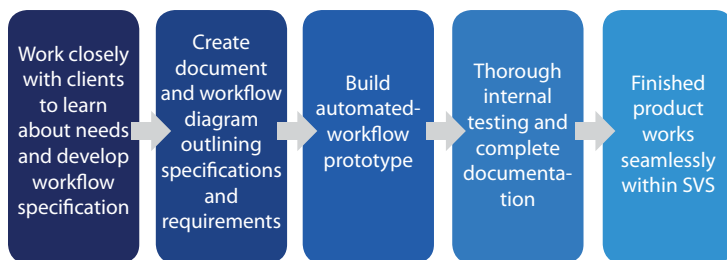 Work closely
with clients
to learn
about needs
and develop
workflow
specification
Create
document
and workflow
diagram
outlining
specifications
and
requirements
Build
automated-
workflow
prototype
Thorough
internal
testing and
complete
documenta-
tion
Finished
product
works
seamlessly
within SVS